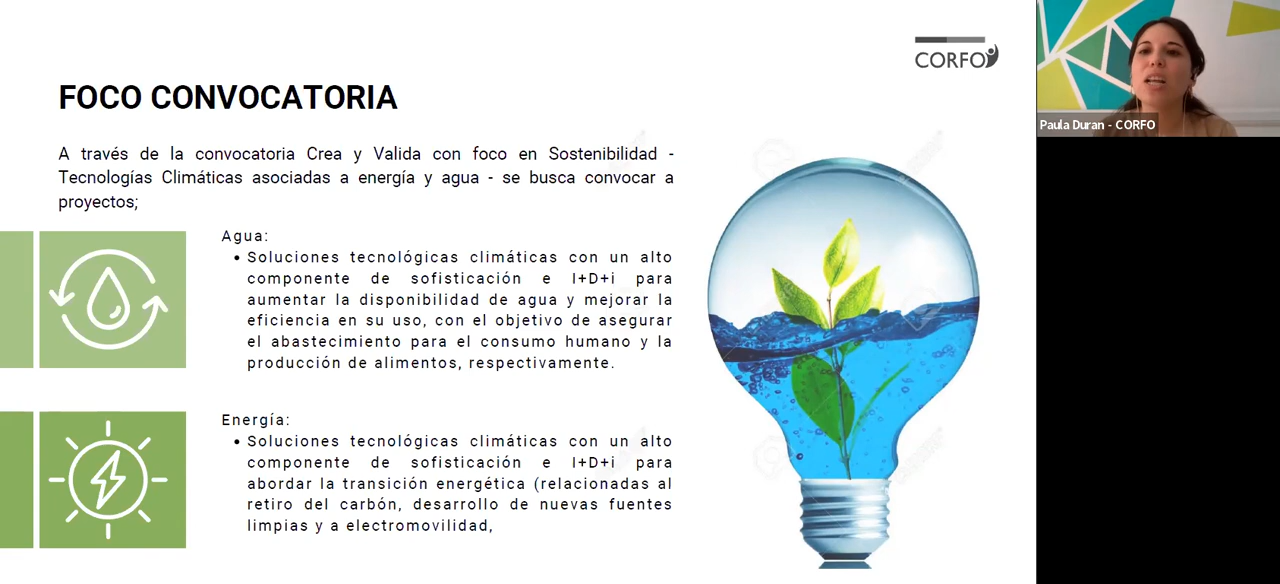 CORFO
FOCO CONVOCATORIA
A través de la convocatoria Crea y Valida con foco en Sostenibilidad -
Tecnologías Climáticas asociadas a energía y agua - se busca convocar a
proyectos;
Agua:
• Soluciones tecnológicas climáticas con un alto
componente de sofisticación e I+D+i para
aumentar la disponibilidad de agua y mejorar la
eficiencia en su uso, con el objetivo de asegurar
el abastecimiento para el consumo humano y la
producción de alimentos, respectivamente.
Energía:
• Soluciones tecnológicas climáticas con un alto
componente de sofisticación e I+D+i para
abordar la transición energética (relacionadas al
retiro del carbón, desarrollo de nuevas fuentes
limpias y a electromovilidad,
Paula Duran - CORFO